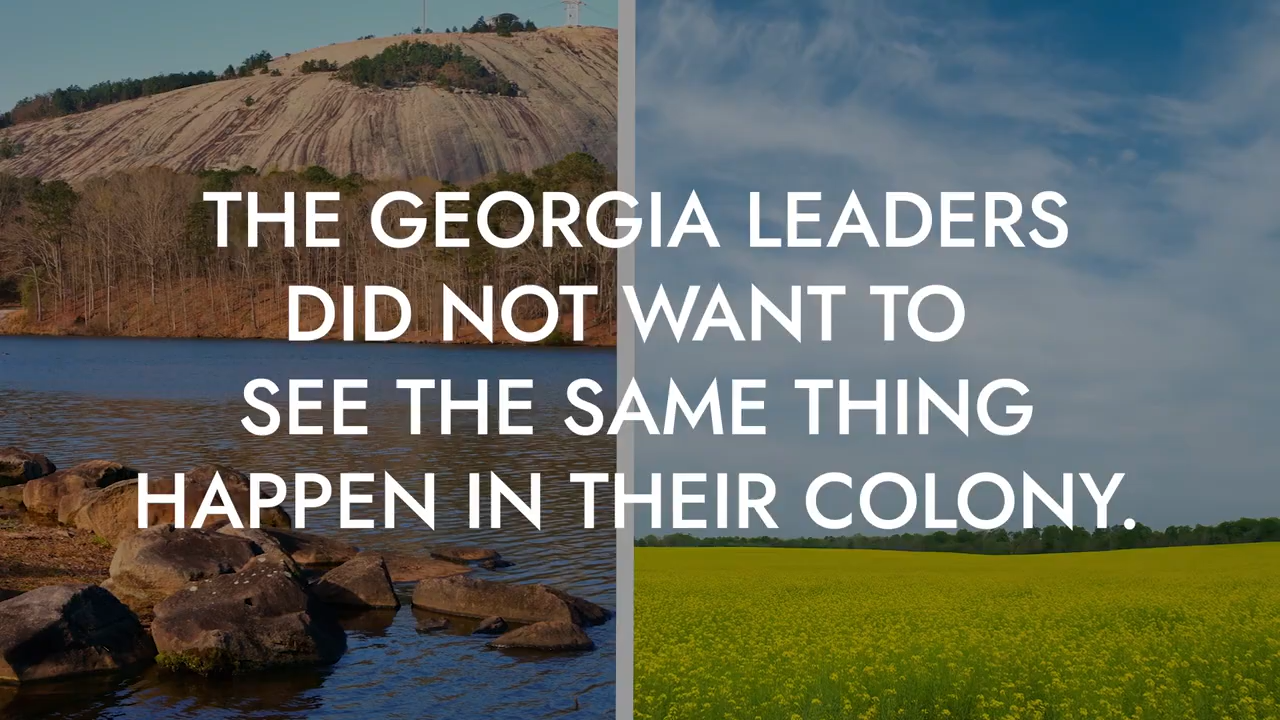 THE GEORGIA LEADERS
DID NOT WANT TO
SEE THE SAME THING
HAPPEN IN THEIR COLONY.